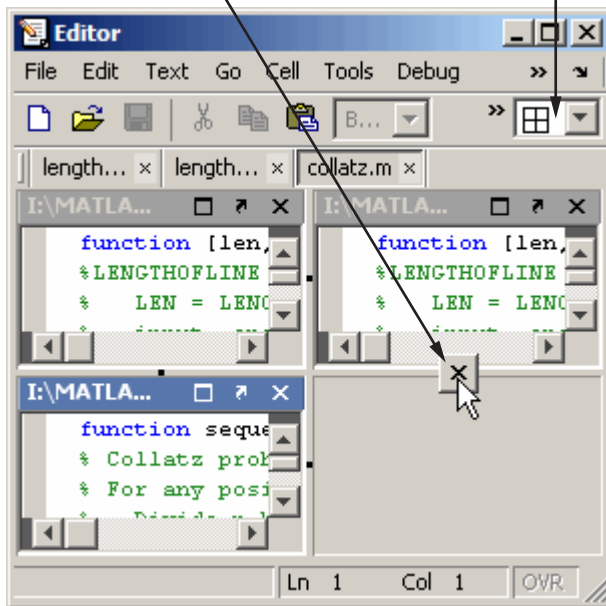 Editor
File Edit Text Go Cell Tools Debug »
B... »
length... × length... × collatz.m ×
I:\MATLA... I:\MATLA...
function [len, function [len,
%LENGTHOFLINE %LENGTHOFLINE
% LEN = LENG % LEN = LENG
I:\MATLA...
function seque
% Collatz prob
% For any posi
Ln 1 Col 1 OVR